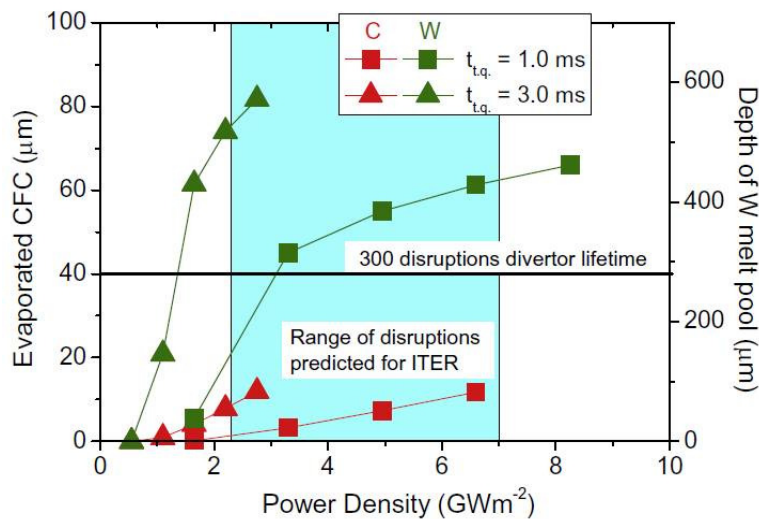 C W
t_t.q. = 1.0 ms
t_t.q. = 3.0 ms
300 disruptions divertor lifetime
Range of disruptions
predicted for ITER
Evaporated CFC (μm)
100
80
60
40
20
0
Depth of W melt pool (μm)
600
400
200
0
0 2 4 6 8 10
Power Density (GWm⁻²)